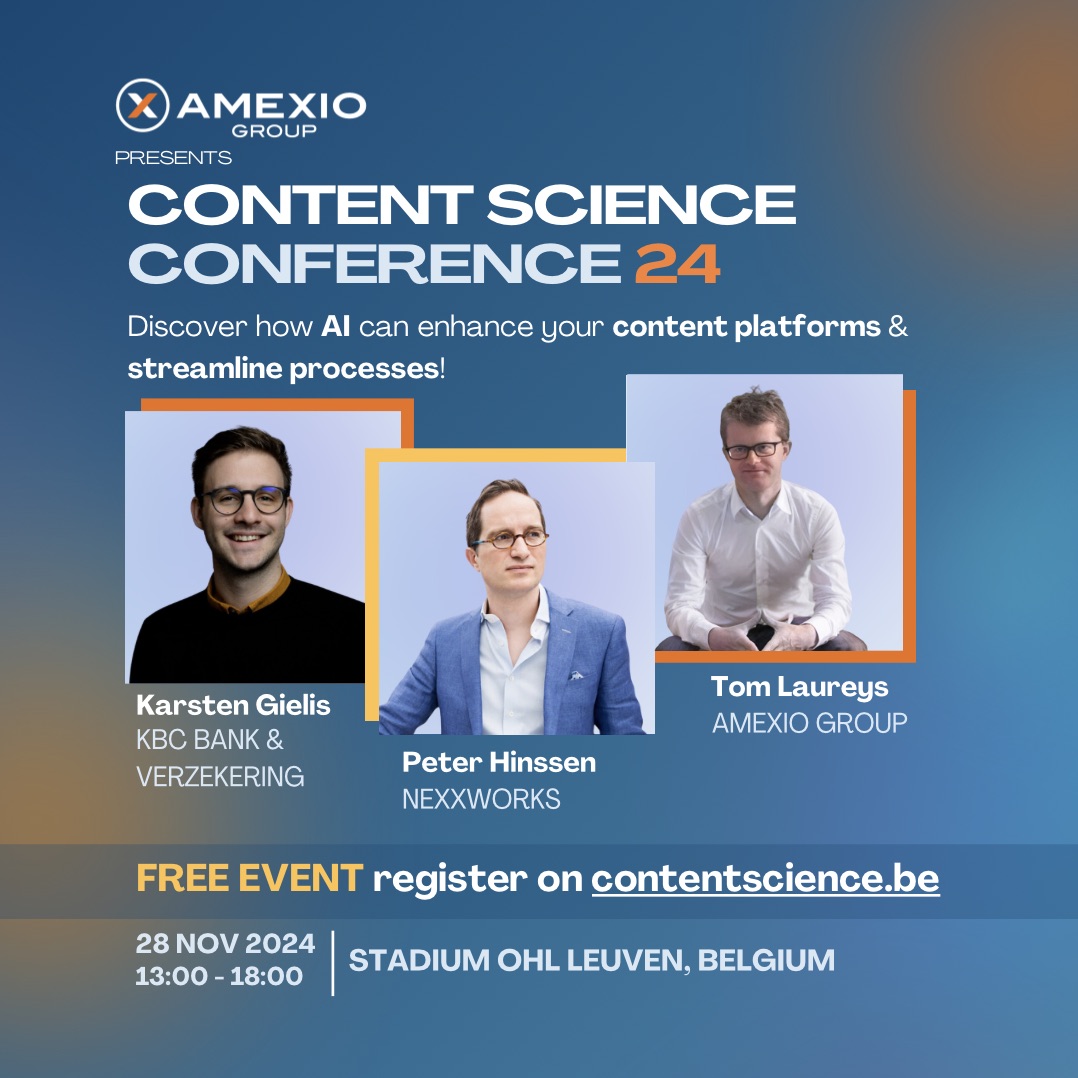 AMEXIO
GROUP
PRESENTS
CONTENT SCIENCE
CONFERENCE 24
Discover how AI can enhance your content platforms &
streamline processes!
Karsten Gielis
KBC BANK &
VERZEKERING
Peter Hinssen
NEXXWORKS
Tom Laureys
AMEXIO GROUP
FREE EVENT register on contentscience.be
28 NOV 2024
13:00 - 18:00
STADIUM OHL LEUVEN, BELGIUM